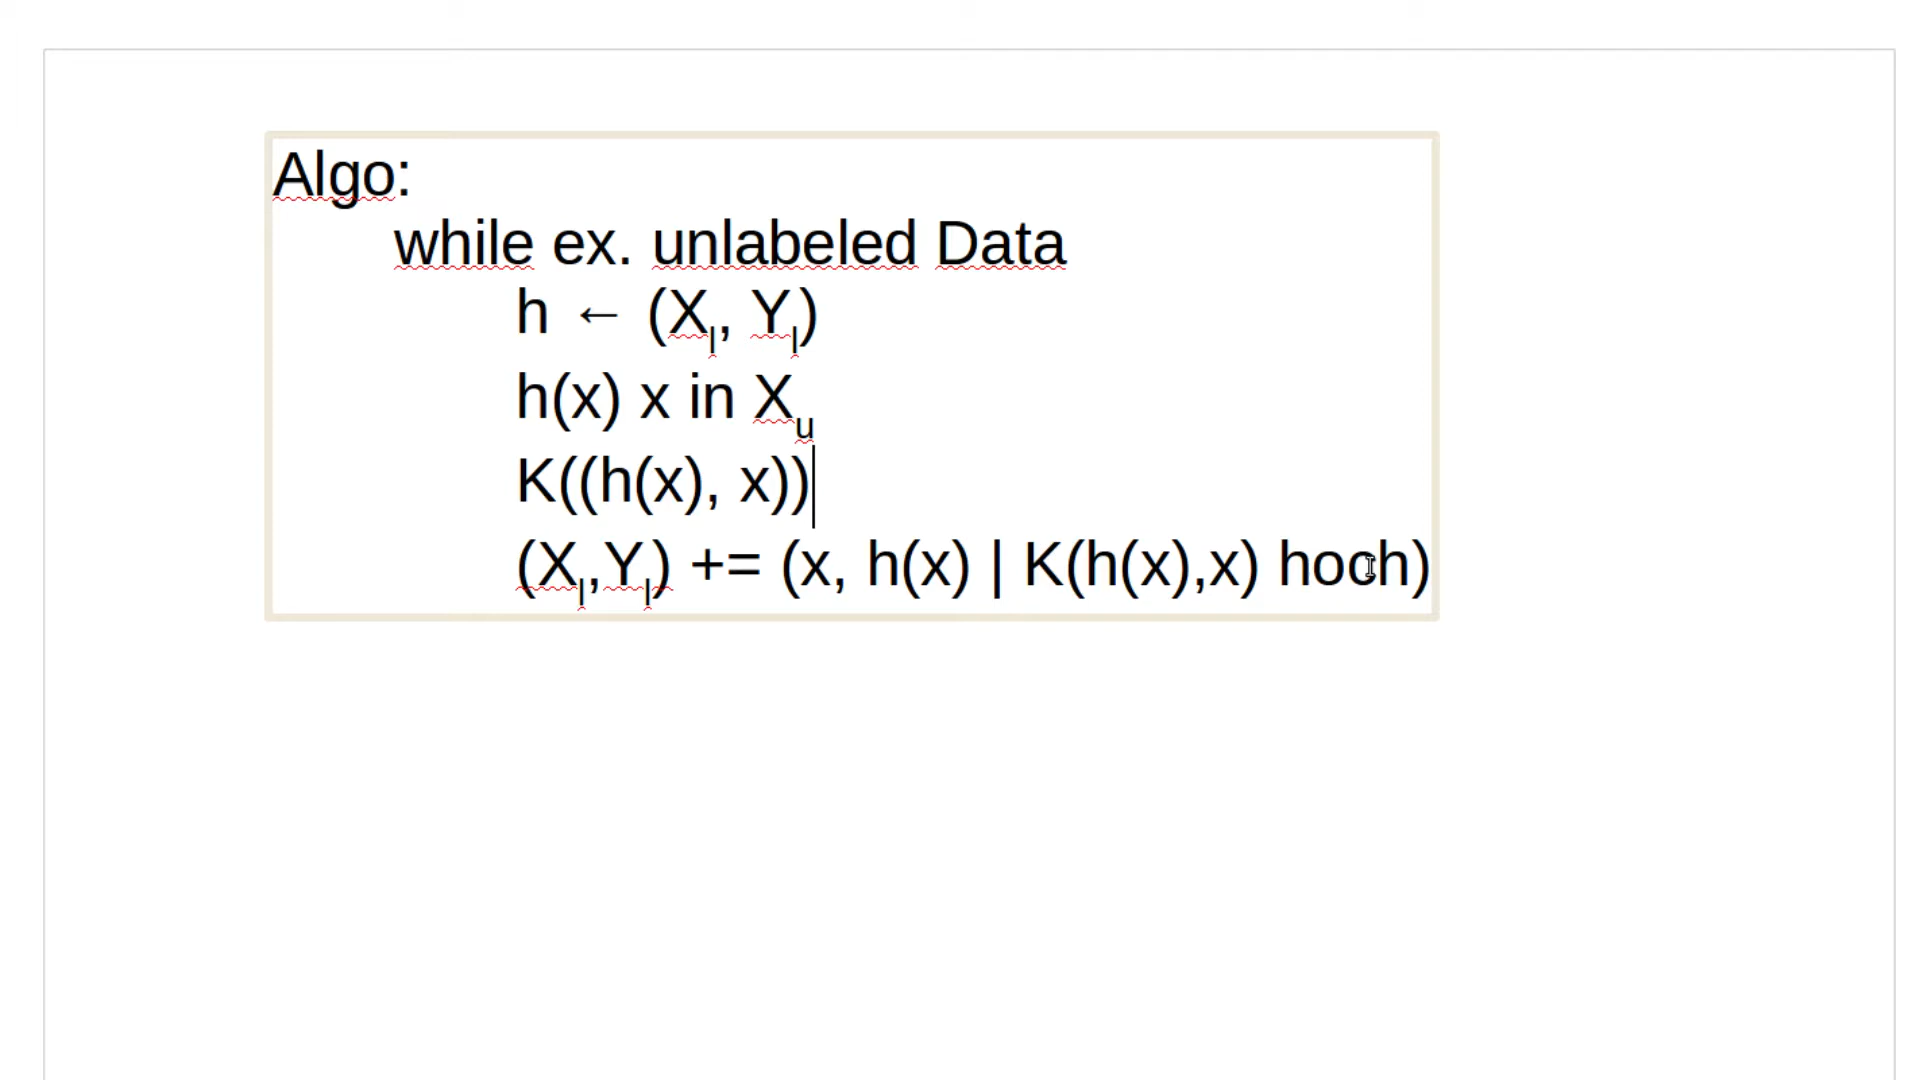 Algo:
while ex. unlabeled Data
h ← (Xl, Yl)
h(x) x in Xu
K((h(x), x))
(Xl,Yl) += (x, h(x) | K(h(x),x) hoch)